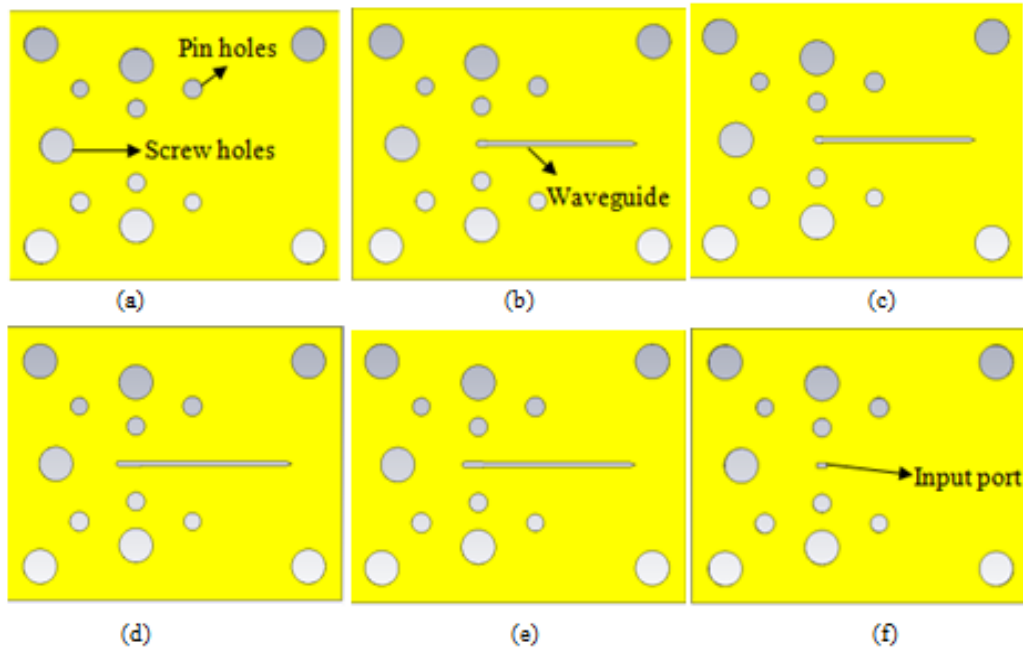 Pin holes
Screw holes
Waveguide
(a)
(b)
(c)
Input port
(d)
(e)
(f)